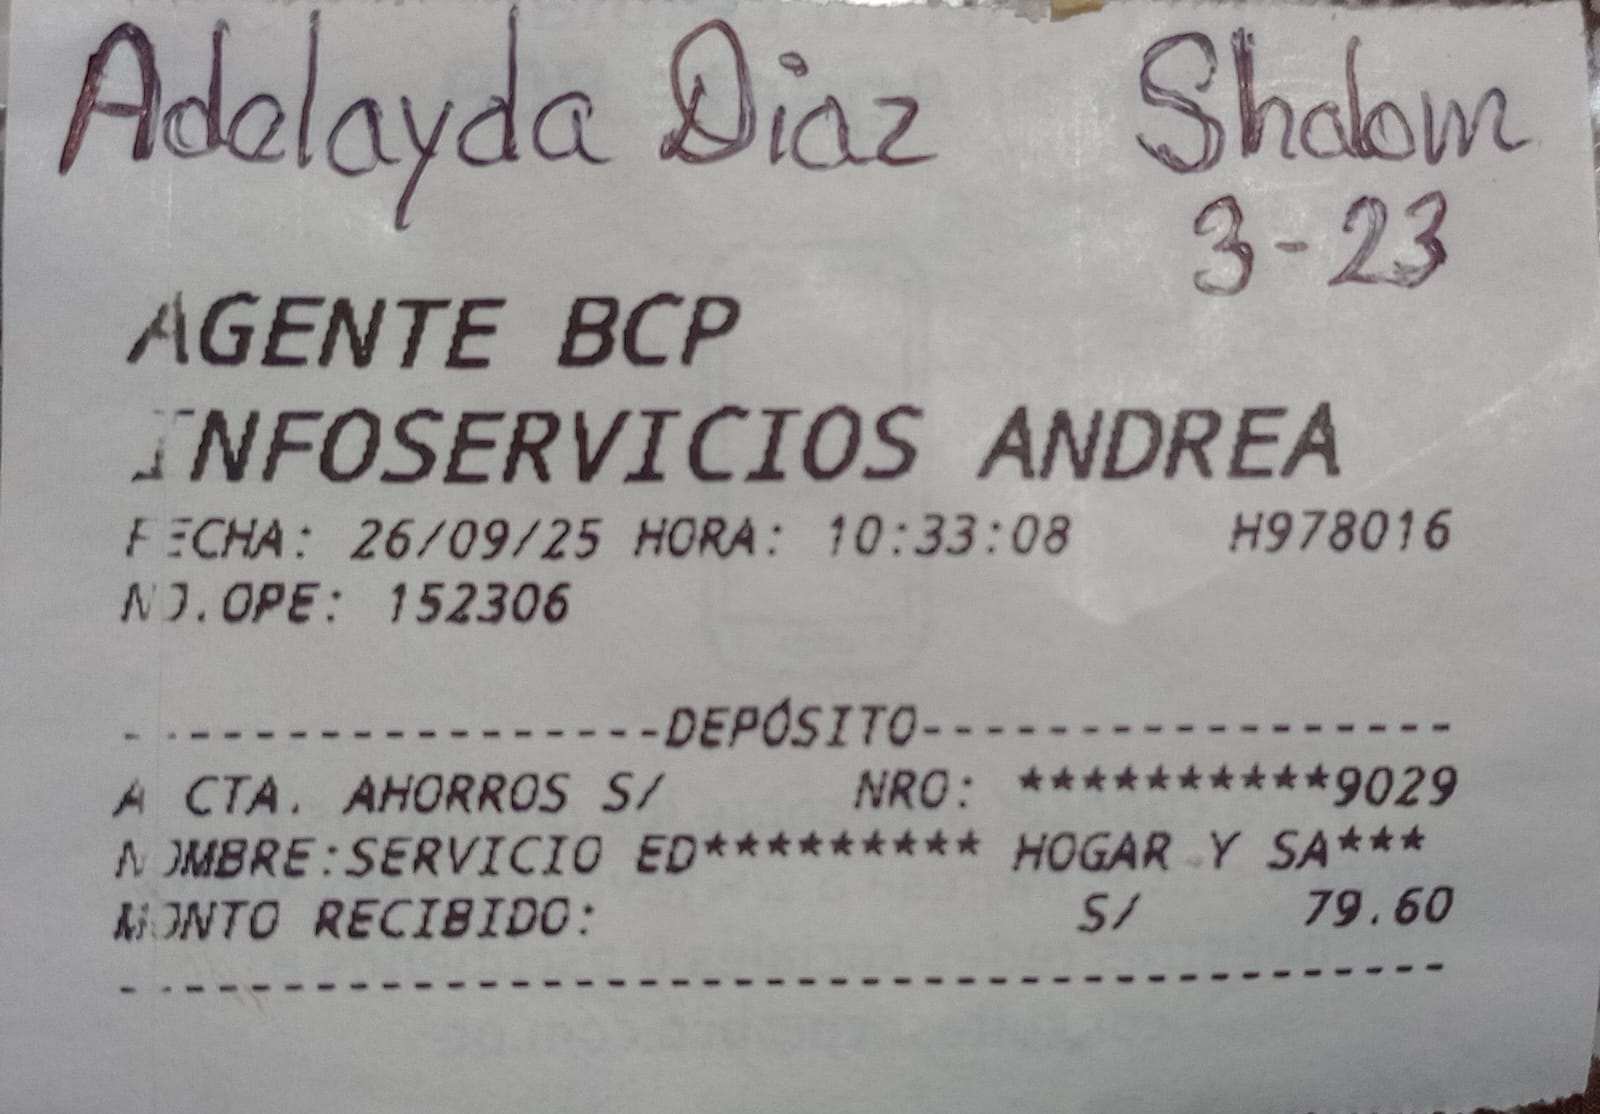 Adelayda Diaz Shalom
3-23
AGENTE BCP
INFOSERVICIOS ANDREA
FECHA: 26/09/25 HORA: 10:33:08 H978016
NO.OPE: 152306
-----------------DEPÓSITO-----------------
A CTA. AHORROS S/ NRO: **********9029
NOMBRE:SERVICIO ED********* HOGAR Y SA***
MONTO RECIBIDO: S/ 79.60
------------------------------------------